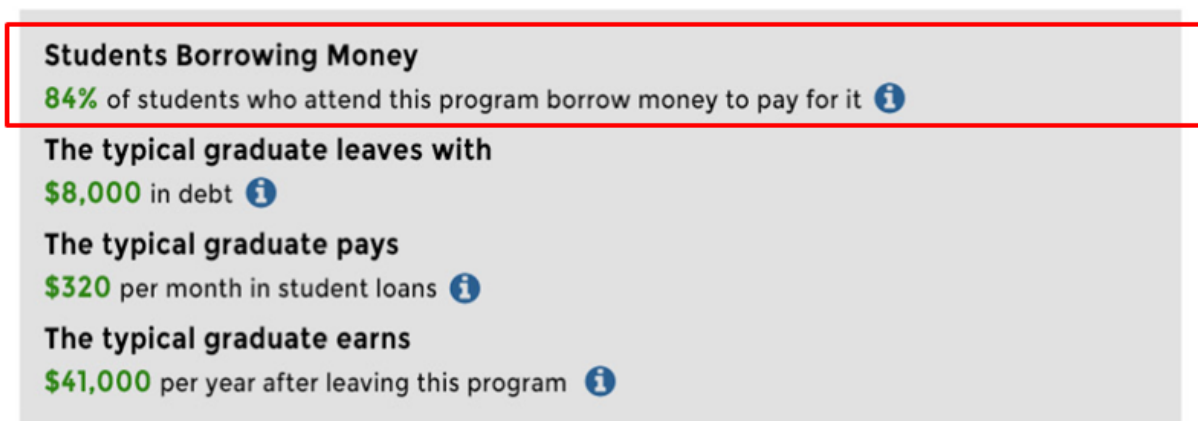 Students Borrowing Money
84% of students who attend this program borrow money to pay for it
The typical graduate leaves with
$8,000 in debt
The typical graduate pays
$320 per month in student loans
The typical graduate earns
$41,000 per year after leaving this program